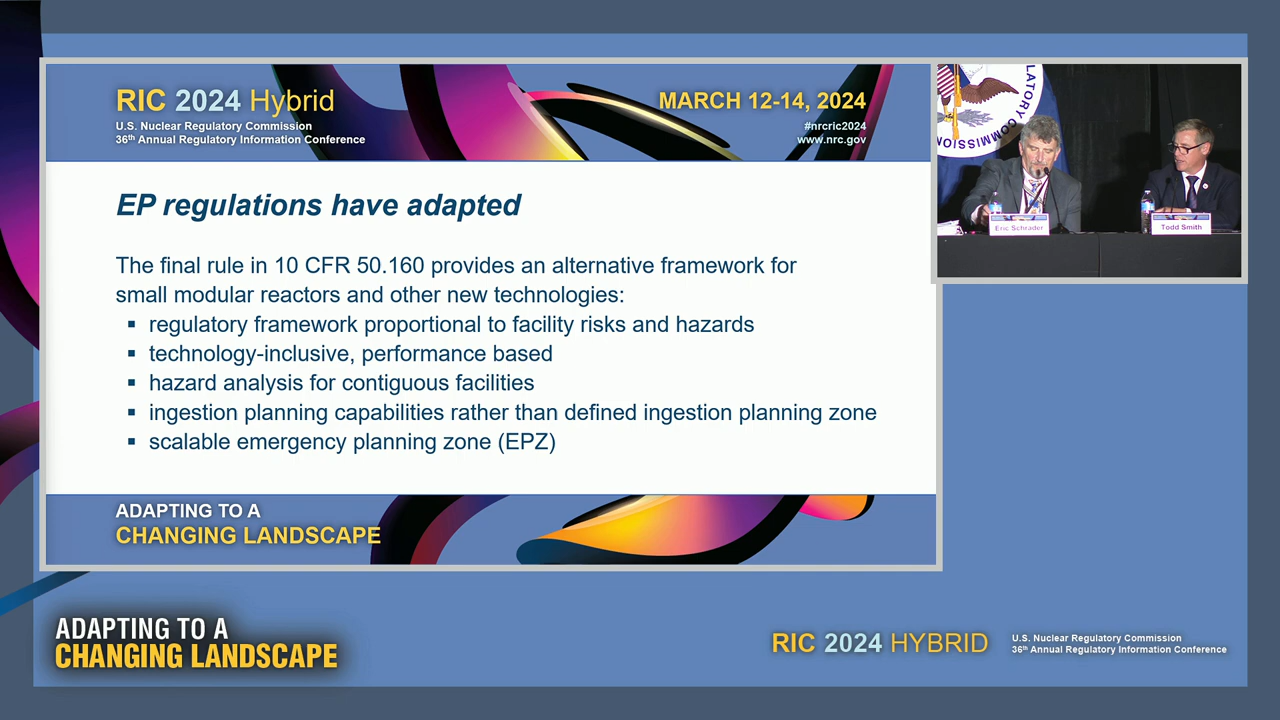 RIC 2024 Hybrid
U.S. Nuclear Regulatory Commission
36th Annual Regulatory Information Conference
MARCH 12-14, 2024
#nrcric2024
www.nrc.gov
EP regulations have adapted
The final rule in 10 CFR 50.160 provides an alternative framework for
small modular reactors and other new technologies:
▪ regulatory framework proportional to facility risks and hazards
▪ technology-inclusive, performance based
▪ hazard analysis for contiguous facilities
▪ ingestion planning capabilities rather than defined ingestion planning zone
▪ scalable emergency planning zone (EPZ)
ADAPTING TO A
CHANGING LANDSCAPE
LATORY COMMISSION
Eric Schrader
Todd Smith
ADAPTING TO A
CHANGING LANDSCAPE
RIC 2024 HYBRID
U.S. Nuclear Regulatory Commission
36th Annual Regulatory Information Conference